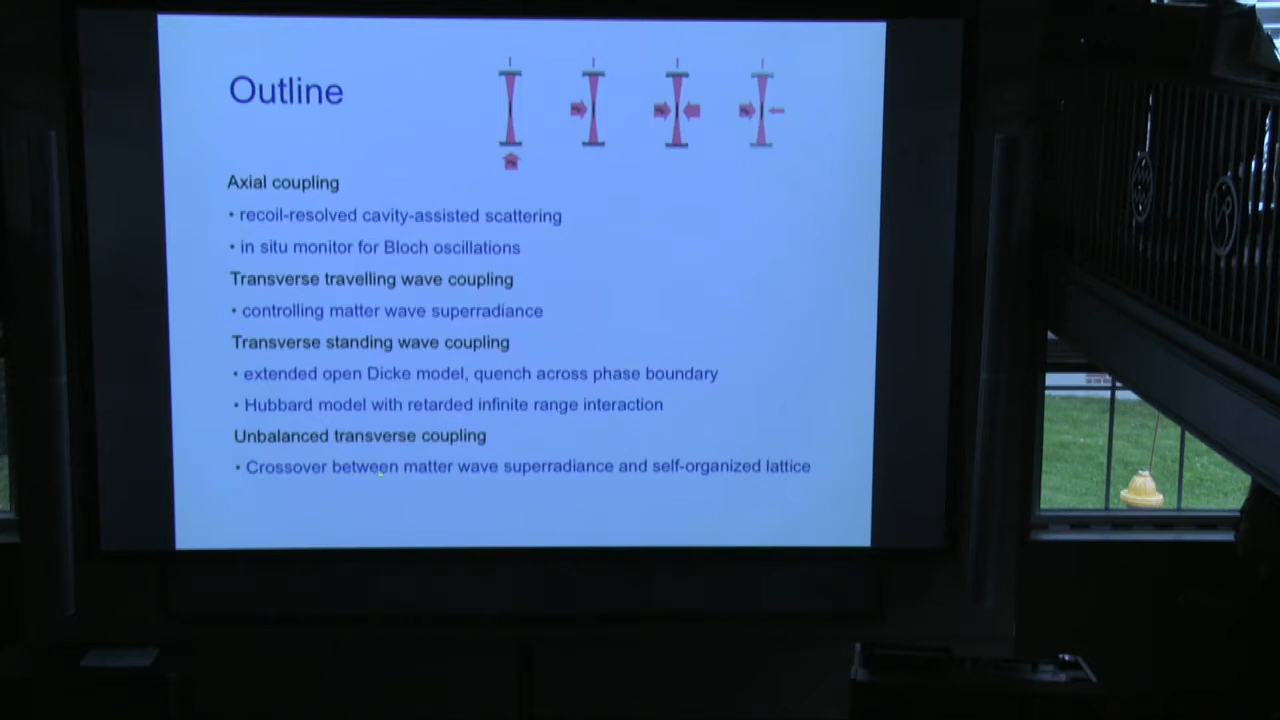 Outline
Axial coupling
• recoil-resolved cavity-assisted scattering
• in situ monitor for Bloch oscillations
Transverse travelling wave coupling
• controlling matter wave superradiance
Transverse standing wave coupling
• extended open Dicke model, quench across phase boundary
• Hubbard model with retarded infinite range interaction
Unbalanced transverse coupling
• Crossover between matter wave superradiance and self-organized lattice